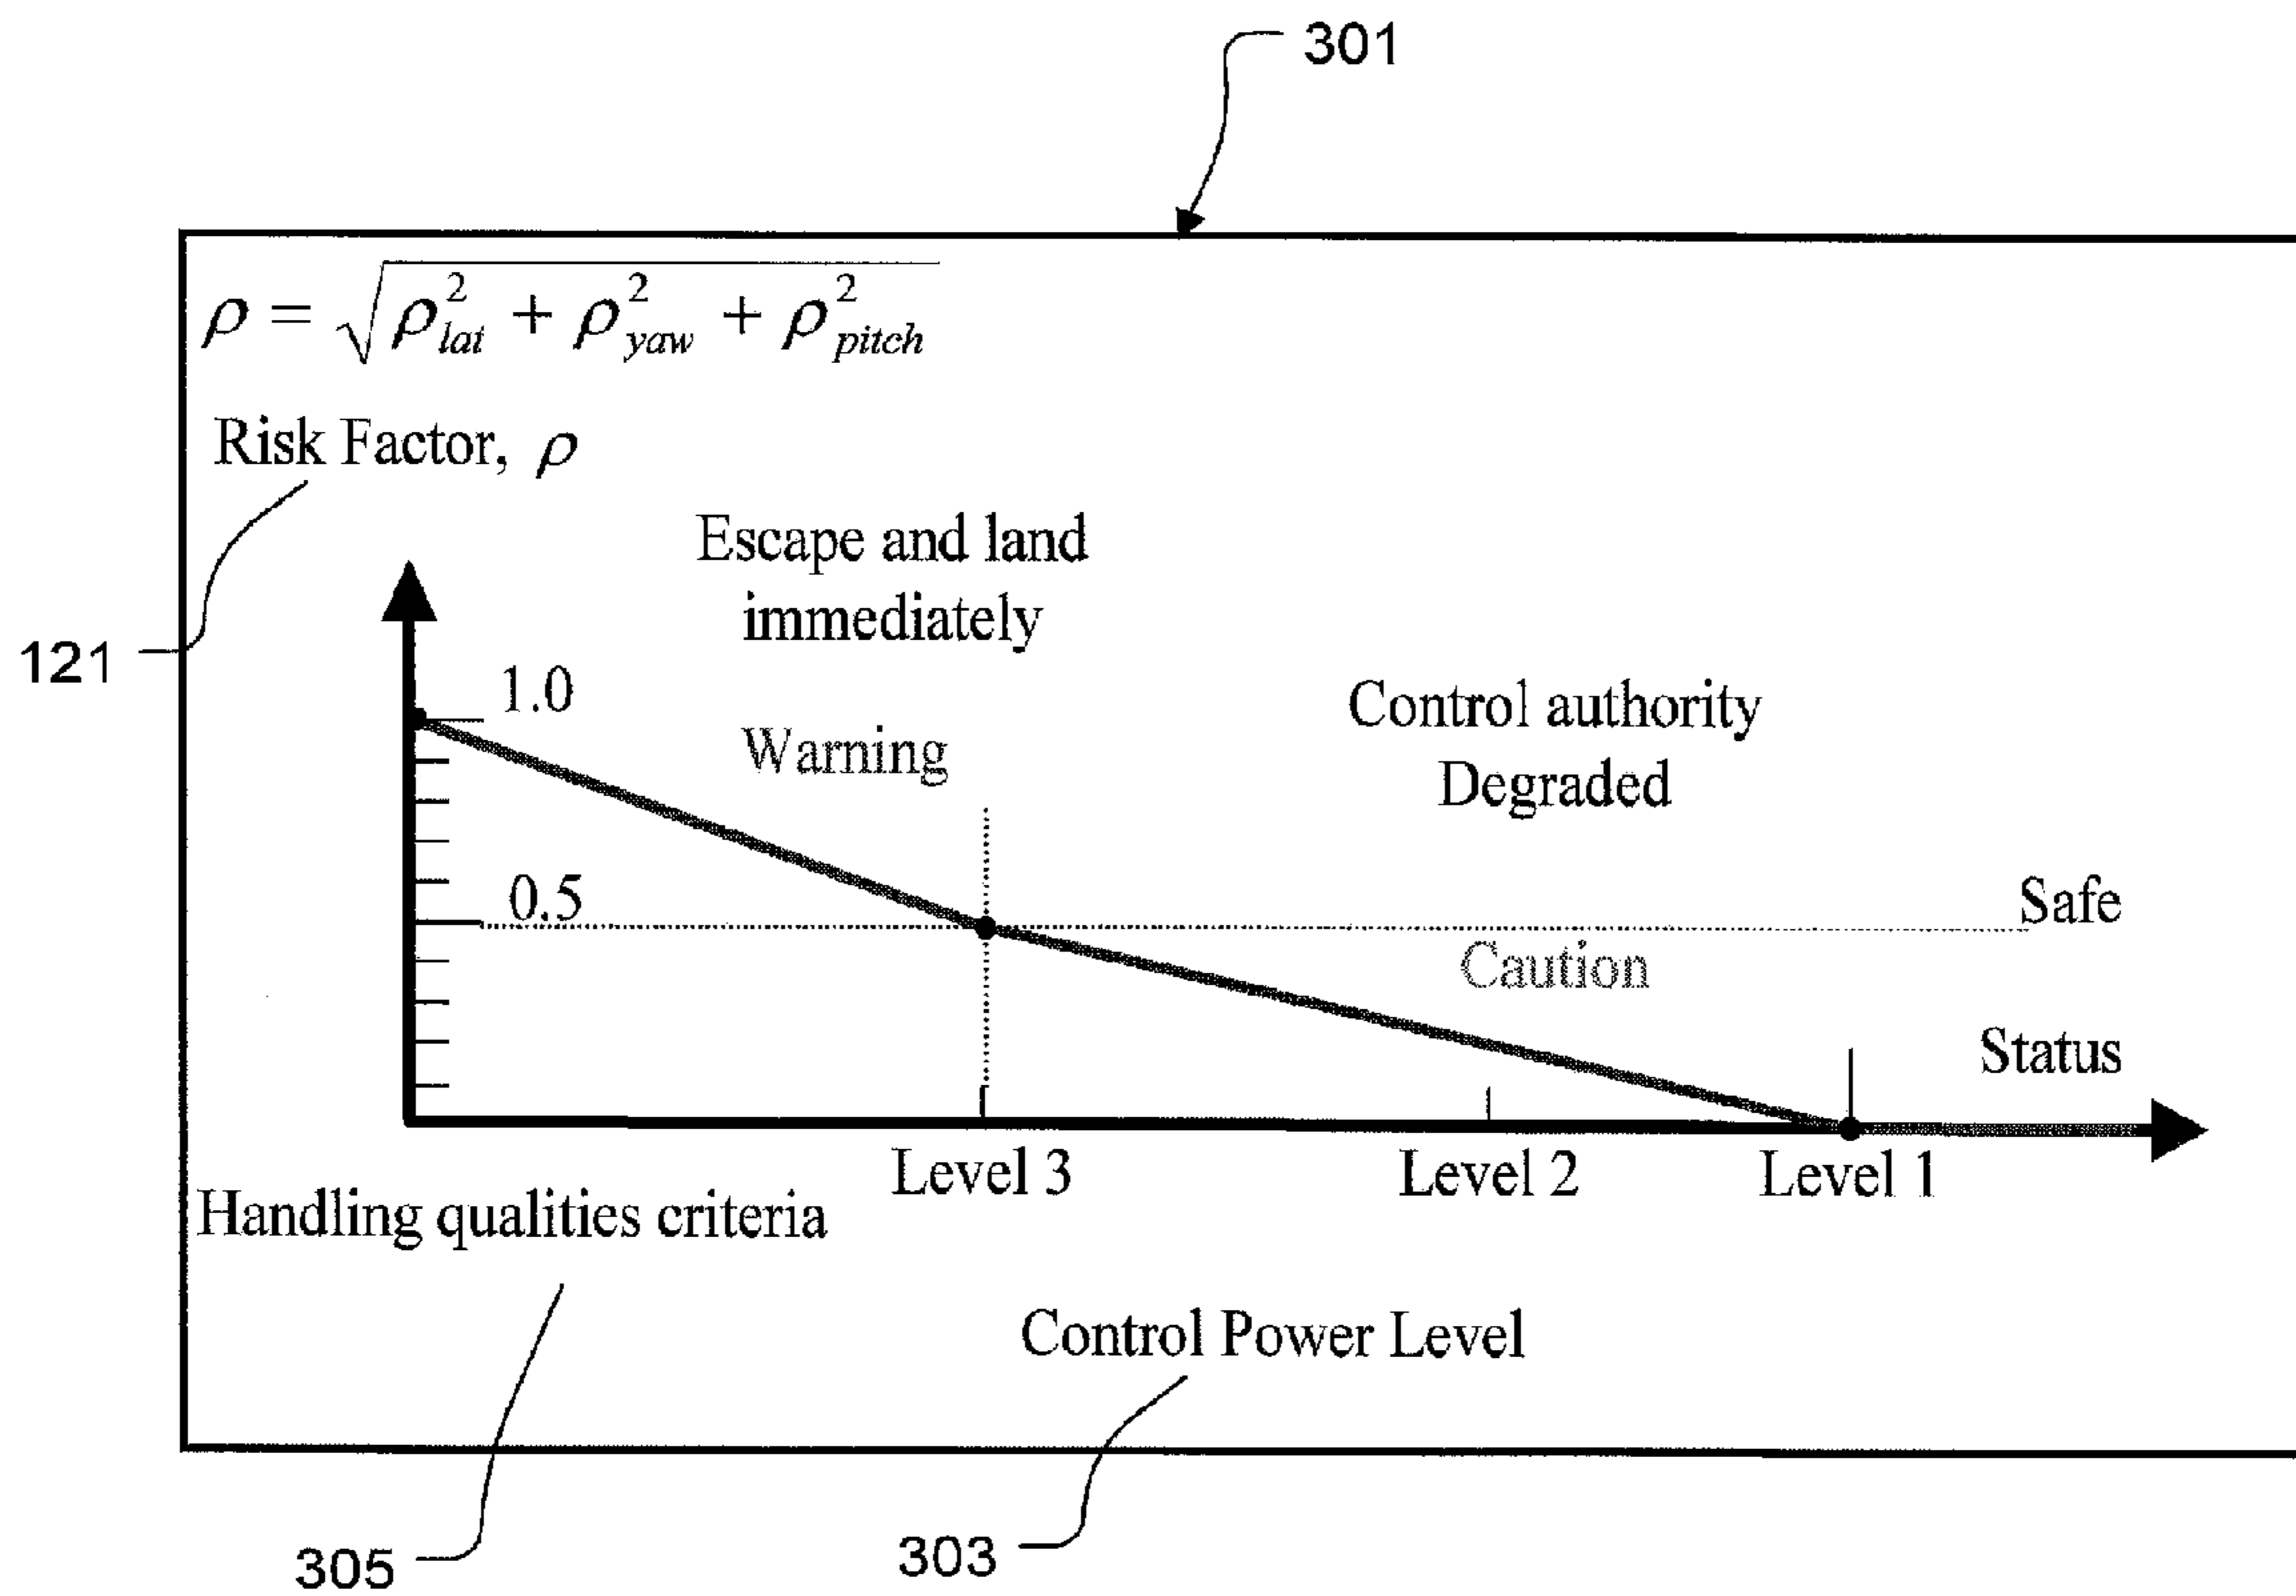 301
ρ = √ρ²lat + ρ²yaw + ρ²pitch
Risk Factor, ρ
Escape and land
immediately
121
1.0
Warning
Control authority
Degraded
0.5
Safe
Caution
Status
Level 3
Level 2
Level 1
Handling qualities criteria
Control Power Level
305
303